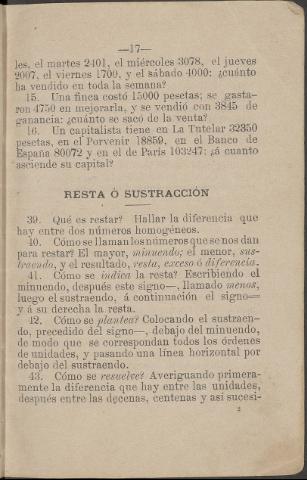 —17—
les, el martes 2401, el miércoles 3078, el jueves
2007, el viernes 1700, y el sábado 4000: ¿cuánto
ha vendido en toda la semana?
15. Una finca costó 15000 pesetas; se gasta-
ron 4750 en mejorarla, y se vendió con 3845 de
ganancia: ¿cuánto se sacó de la venta?
16. Un capitalista tiene en La Tutelar 32350
pesetas, en el Porvenir 18859, en el Banco de
España 80072 y en el de París 103247: ¿á cuanto
asciende su capital?
RESTA Ó SUSTRACCIÓN
39. Qué es restar? Hallar la diferencia que
hay entre dos números homogéneos.
40. Cómo se llaman los números que se nos dan
para restar? El mayor, minuendo; el menor, sus-
traendo, y el resultado, resta, exceso ó diferencia.
41. Cómo se indica la resta? Escribiendo el
minuendo, después este signo—, llamado menos,
luego el sustraendo, á continuación el signo=
y á su derecha la resta.
42. Cómo se plantea? Colocando el sustraen-
do, precedido del signo—, debajo del minuendo,
de modo que se correspondan todos los órdenes
de unidades, y pasando una línea horizontal por
debajo del sustraendo.
43. Cómo se resuelve? Averiguando primera-
mente la diferencia que hay entre las unidades,
después entre las decenas, centenas y así sucesi-
2